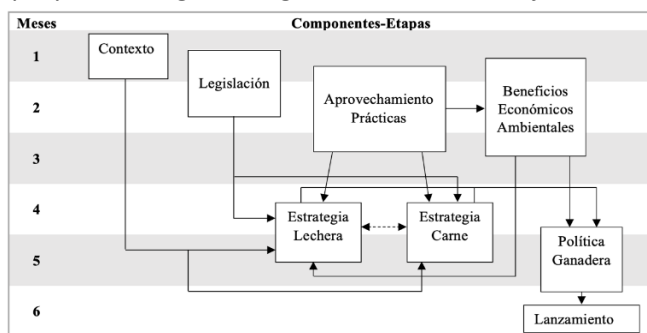 Meses Componentes-Etapas
1
Contexto
Legislación
2
Aprovechamiento
Prácticas
Beneficios
Económicos
Ambientales
3
4
Estrategia
Lechera
Estrategia
Carne
Política
Ganadera
5
6
Lanzamiento